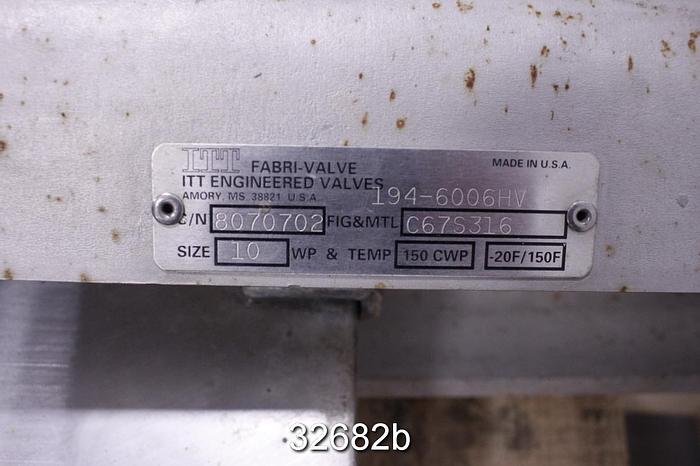 ITT FABRI-VALVE MADE IN U.S.A.
ITT ENGINEERED VALVES
AMORY, MS. 38821 U.S.A. 194-6006HV
C/N 8070702 FIG&MTL C67S316
SIZE 10 WP & TEMP 150 CWP -20F/150F
32682b